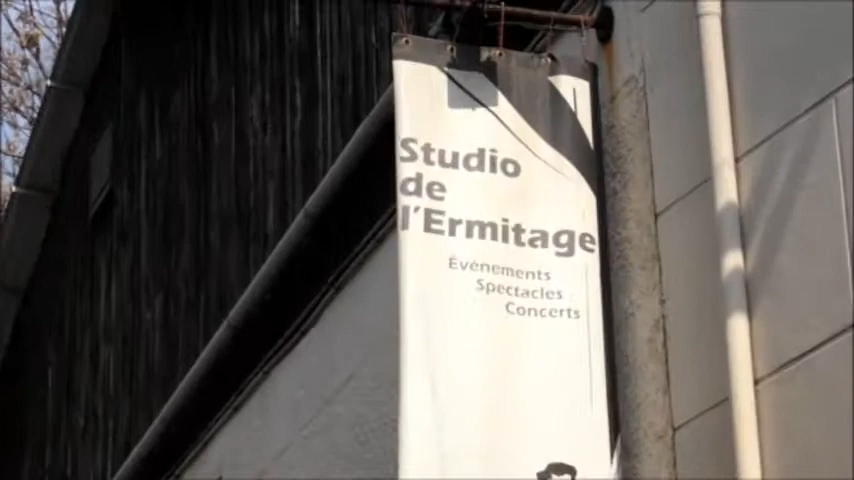 Studio
de
l'Ermitage
Événements
Spectacles
Concerts